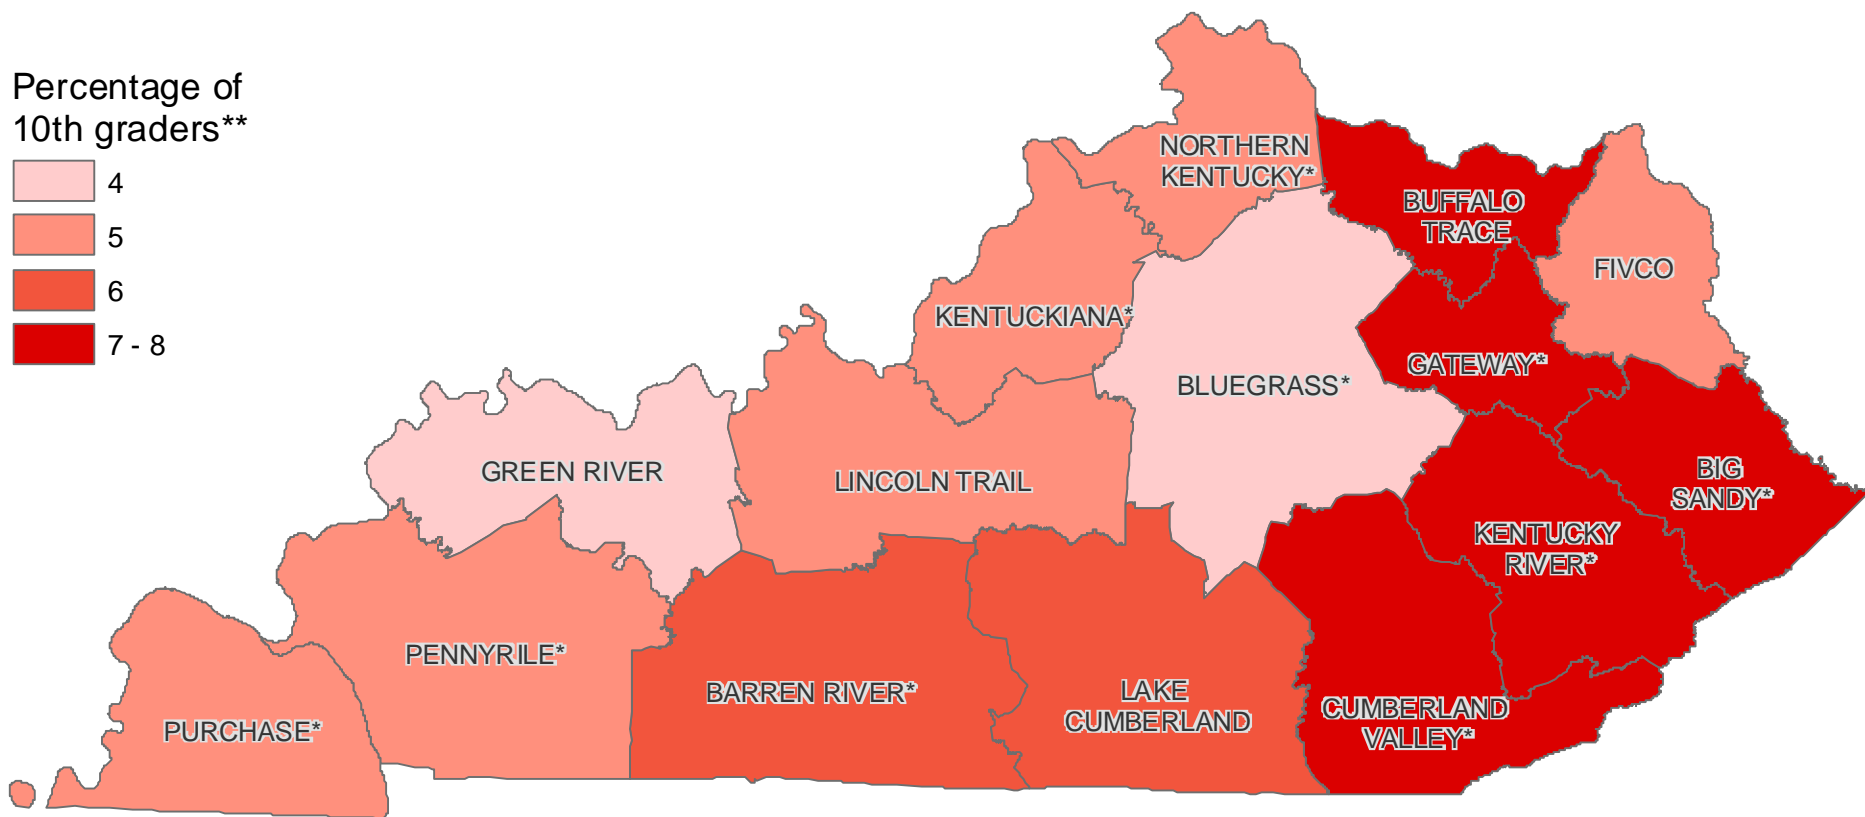 Percentage of
10th graders**
4
5
6
7 - 8
NORTHERN
KENTUCKY*
BUFFALO
TRACE
FIVCO
KENTUCKIANA*
GATEWAY*
BLUEGRASS*
GREEN RIVER
LINCOLN TRAIL
BIG
SANDY*
KENTUCKY
RIVER*
PENNYRILE*
BARREN RIVER*
LAKE
CUMBERLAND
CUMBERLAND
VALLEY*
PURCHASE*